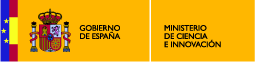 GOBIERNO
DE ESPAÑA
MINISTERIO
DE CIENCIA
E INNOVACIÓN